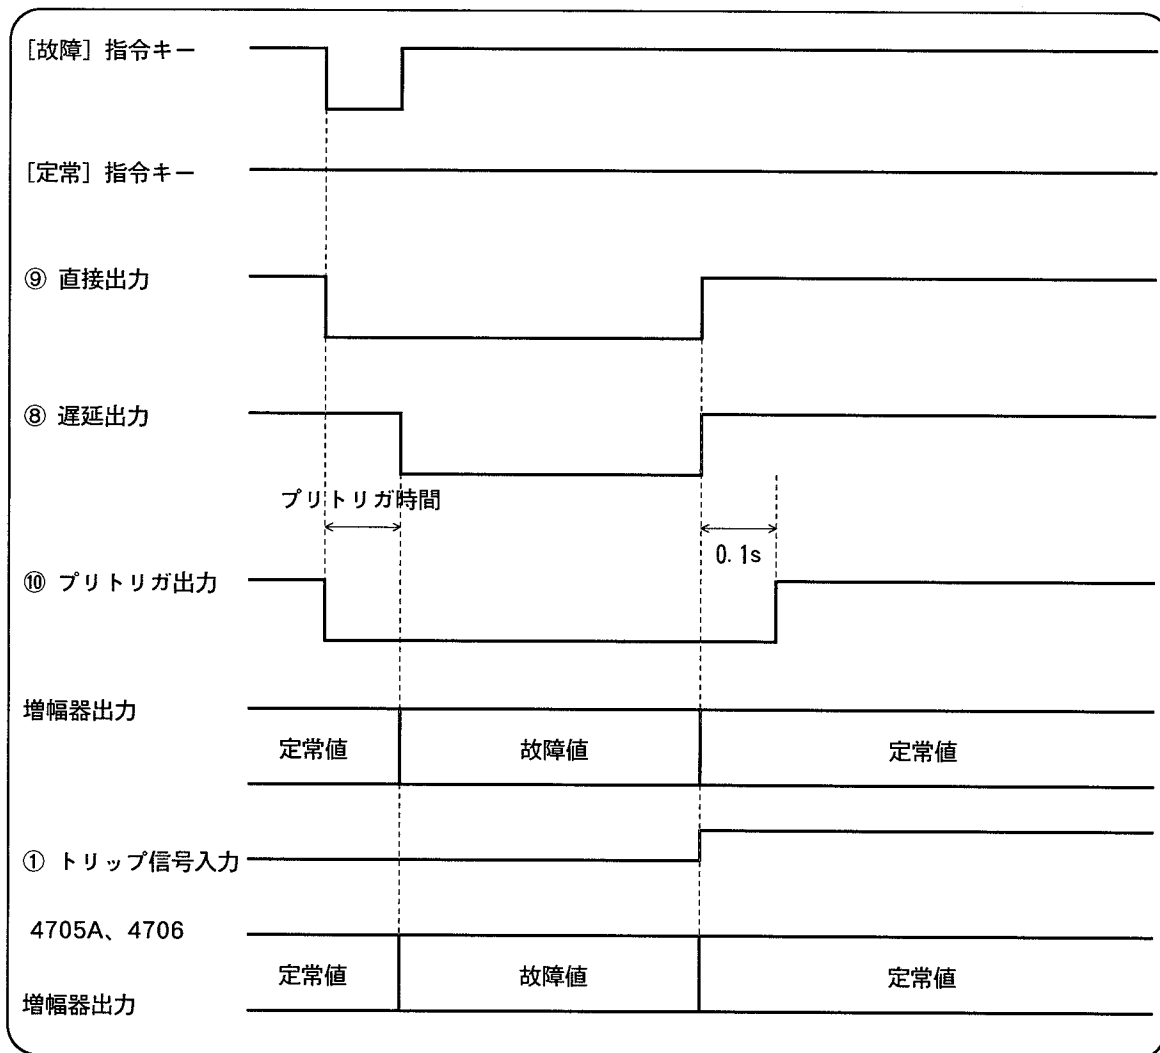 [故障] 指令キー
[定常] 指令キー
⑨ 直接出力
⑧ 遅延出力
プリトリガ時間
0.1s
⑩ プリトリガ出力
増幅器出力
定常値 故障値 定常値
① トリップ信号入力
4705A、4706
定常値 故障値 定常値
増幅器出力